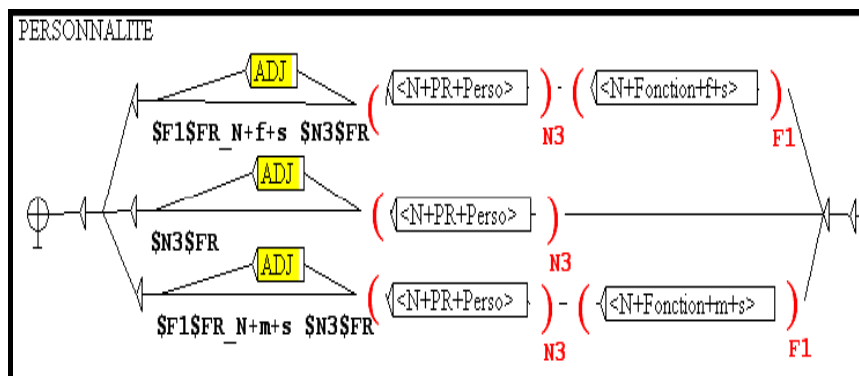 PERSONNALITE
ADJ
<N+PR+Perso> - <N+Fonction+f+s>
$F1$FR_N+f+s $N3$FR N3 F1
ADJ
<N+PR+Perso>
$N3$FR N3
ADJ
<N+PR+Perso> - <N+Fonction+m+s>
$F1$FR_N+m+s $N3$FR N3 F1